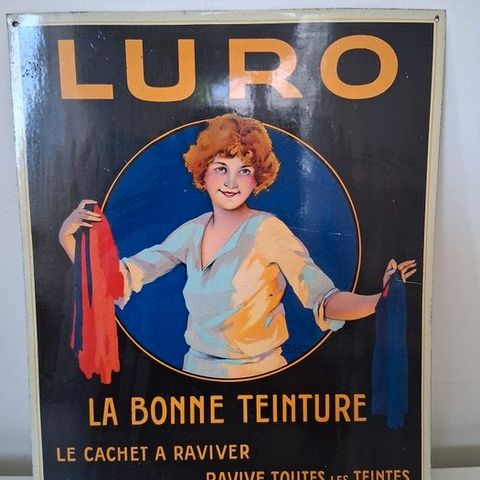 LURO
LA BONNE TEINTURE
LE CACHET A RAVIVER
RAVIVE TOUTES LES TEINTES